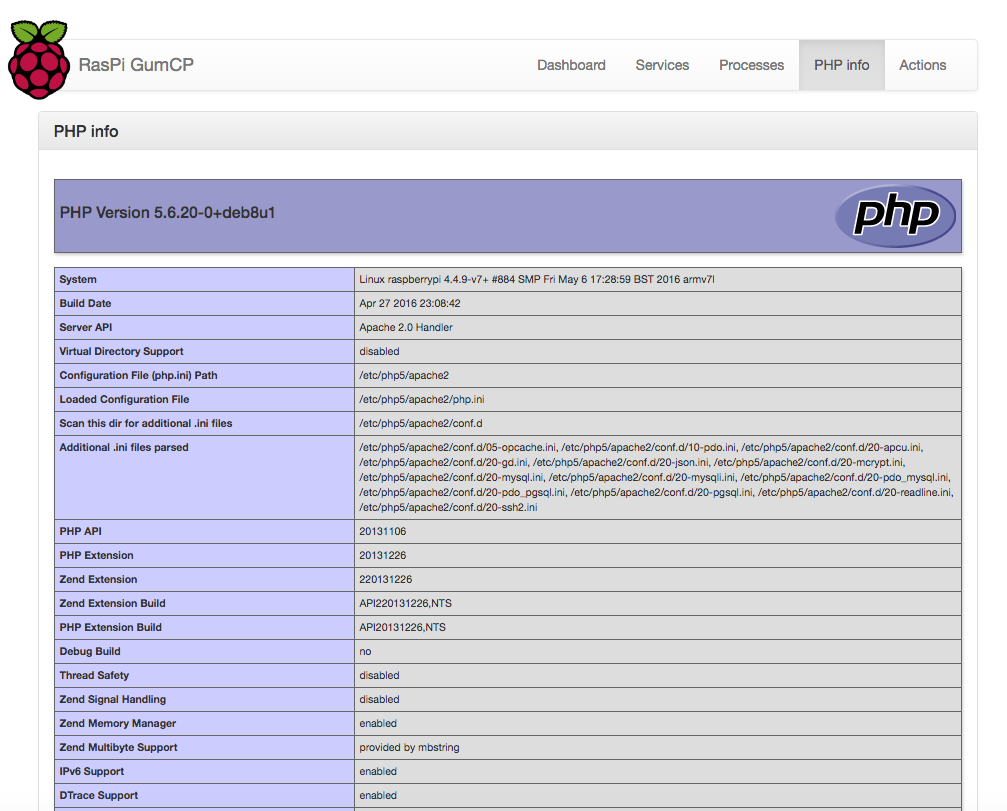 RasPi GumCP
Dashboard Services Processes PHP info Actions
PHP info
PHP Version 5.6.20-0+deb8u1
php
System Linux raspberrypi 4.4.9-v7+ #884 SMP Fri May 6 17:28:59 BST 2016 armv7l
Build Date Apr 27 2016 23:08:42
Server API Apache 2.0 Handler
Virtual Directory Support disabled
Configuration File (php.ini) Path /etc/php5/apache2
Loaded Configuration File /etc/php5/apache2/php.ini
Scan this dir for additional .ini files /etc/php5/apache2/conf.d
Additional .ini files parsed /etc/php5/apache2/conf.d/05-opcache.ini, /etc/php5/apache2/conf.d/10-pdo.ini, /etc/php5/apache2/conf.d/20-apcu.ini,
/etc/php5/apache2/conf.d/20-gd.ini, /etc/php5/apache2/conf.d/20-json.ini, /etc/php5/apache2/conf.d/20-mcrypt.ini,
/etc/php5/apache2/conf.d/20-mysql.ini, /etc/php5/apache2/conf.d/20-mysqli.ini, /etc/php5/apache2/conf.d/20-pdo_mysql.ini,
/etc/php5/apache2/conf.d/20-pdo_pgsql.ini, /etc/php5/apache2/conf.d/20-pgsql.ini, /etc/php5/apache2/conf.d/20-readline.ini,
/etc/php5/apache2/conf.d/20-ssh2.ini
PHP API 20131106
PHP Extension 20131226
Zend Extension 220131226
Zend Extension Build API220131226,NTS
PHP Extension Build API20131226,NTS
Debug Build no
Thread Safety disabled
Zend Signal Handling disabled
Zend Memory Manager enabled
Zend Multibyte Support provided by mbstring
IPv6 Support enabled
DTrace Support enabled